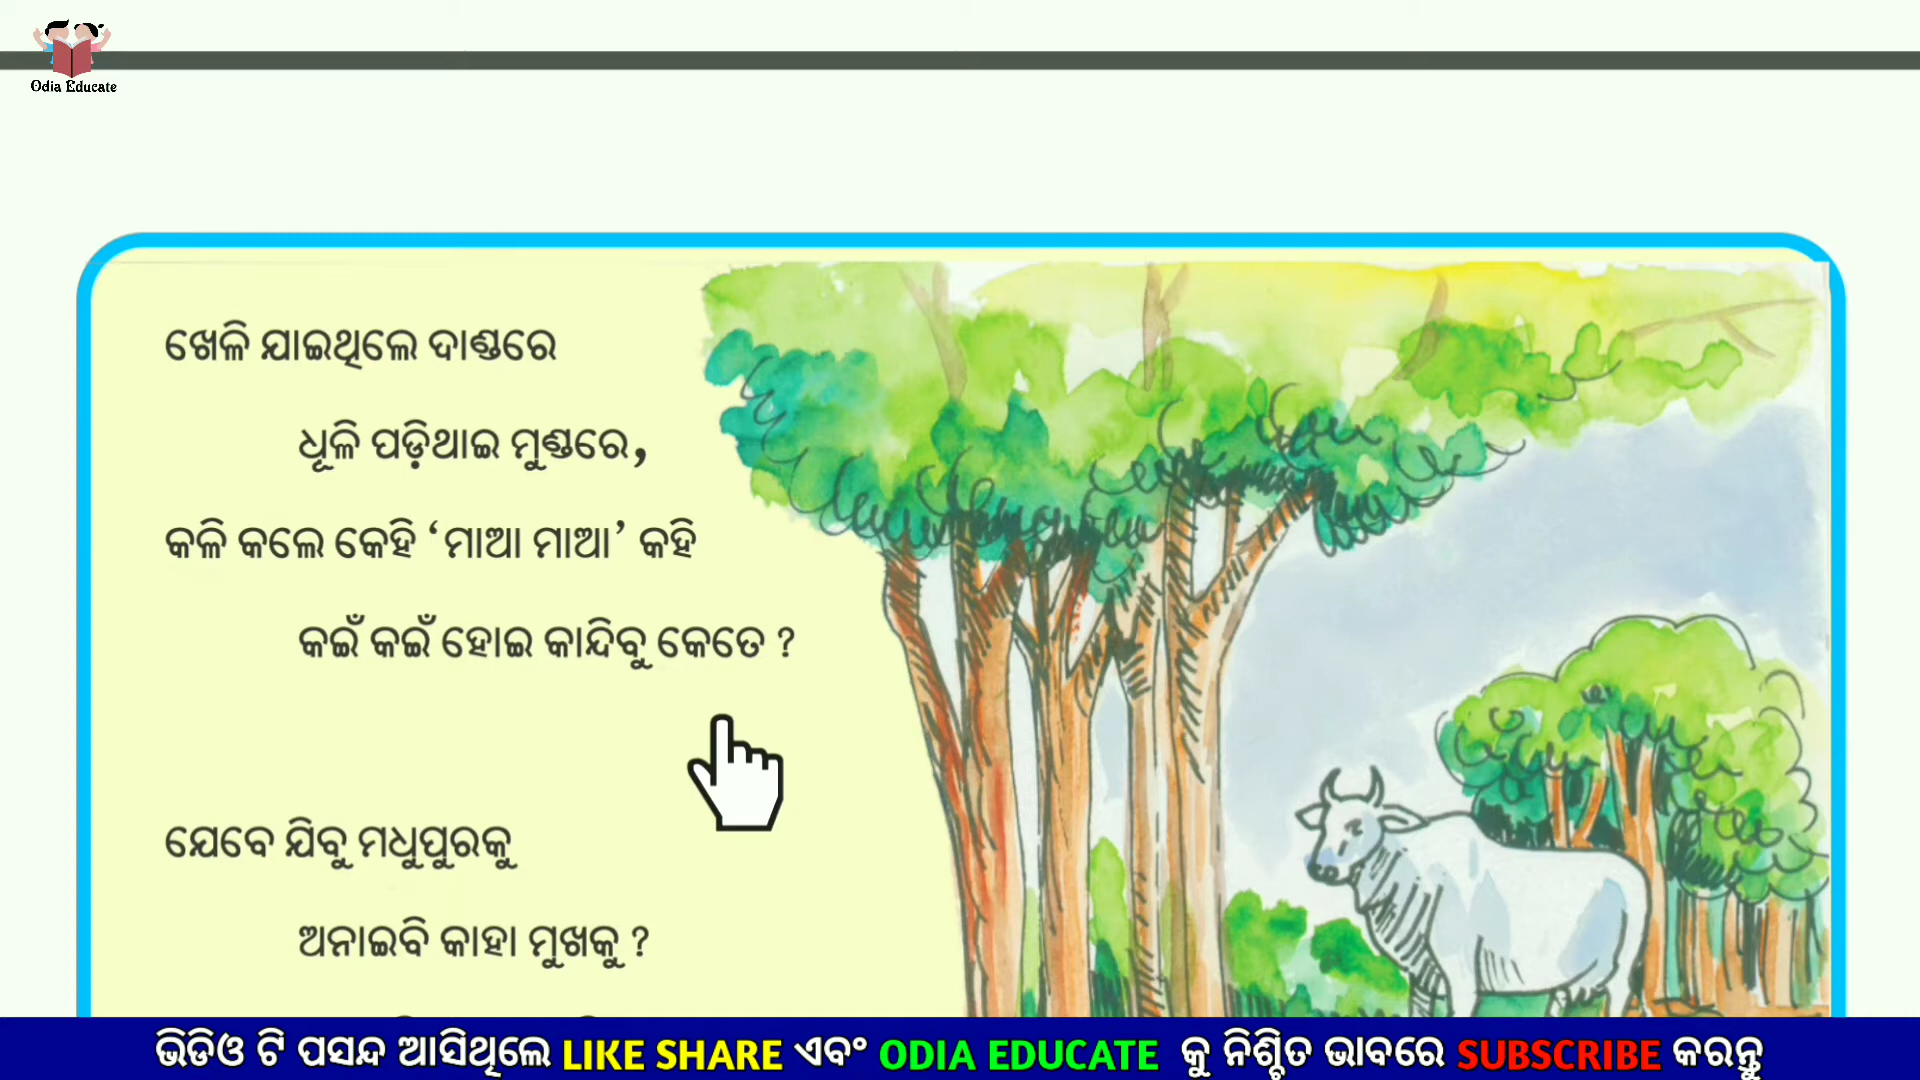 Odia Educate
ଖେଳି ଯାଇଥିଲେ ଦାଣ୍ଡରେ
ଧୂଳି ପଡ଼ିଥାଇ ମୁଣ୍ଡରେ,
କଳି କଲେ କେହି ‘ମାଆ ମାଆ’ କହି
କଇଁ କଇଁ ହୋଇ କାନ୍ଦିବୁ କେତେ ?
ଯେବେ ଯିବୁ ମଧୁପୁରକୁ
ଅନାଇବି କାହା ମୁଖକୁ ?
ଭିଡିଓ ଟି ପସନ୍ଦ ଆସିଥିଲେ LIKE SHARE ଏବଂ ODIA EDUCATE କୁ ନିଶ୍ଚିତ ଭାବରେ SUBSCRIBE କରନ୍ତୁ